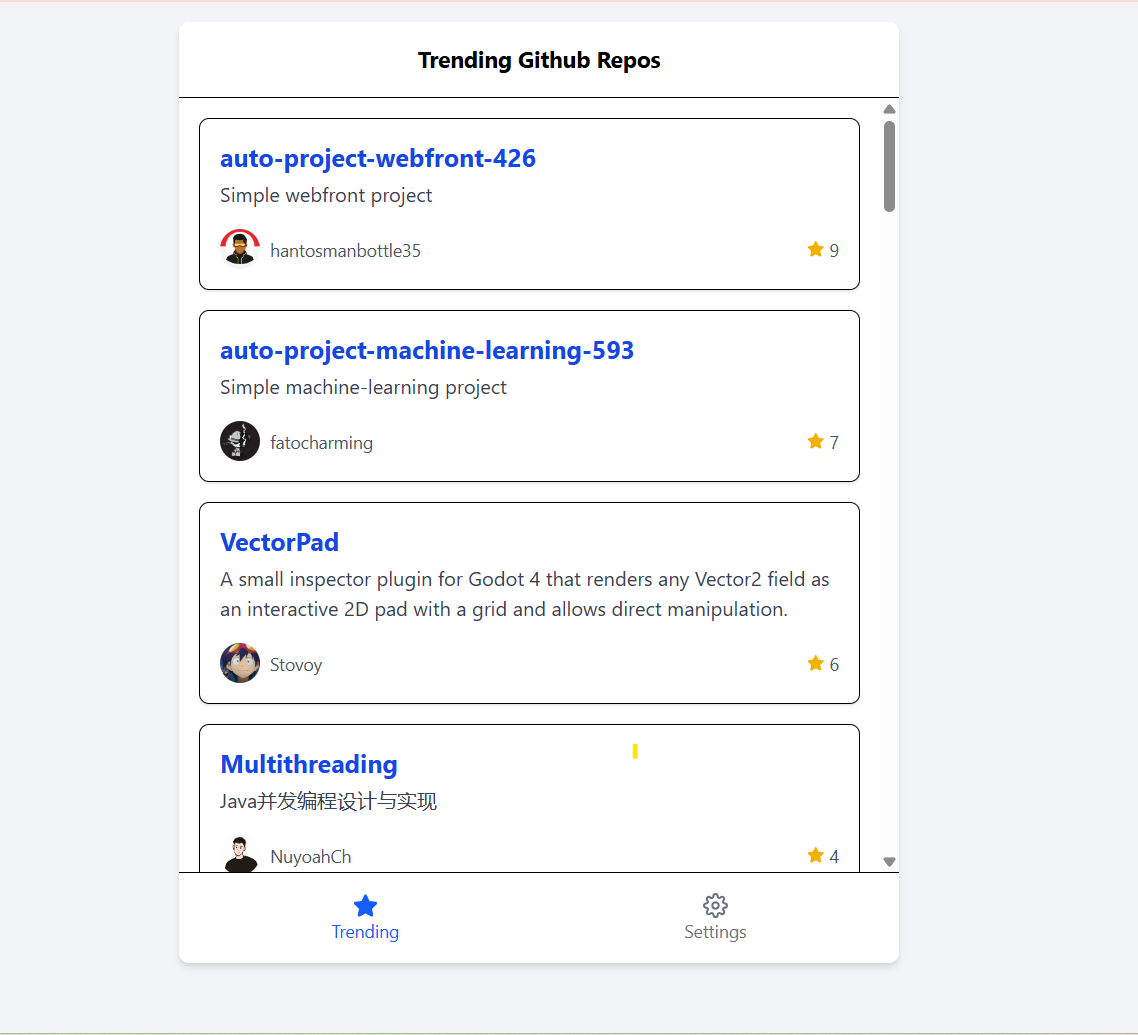 Trending Github Repos
auto-project-webfront-426
Simple webfront project
hantosmanbottle35
9
auto-project-machine-learning-593
Simple machine-learning project
fatocharming
7
VectorPad
A small inspector plugin for Godot 4 that renders any Vector2 field as
an interactive 2D pad with a grid and allows direct manipulation.
Stovoy
6
Multithreading
Java并发编程设计与实现
NuyoahCh
4
Trending
Settings